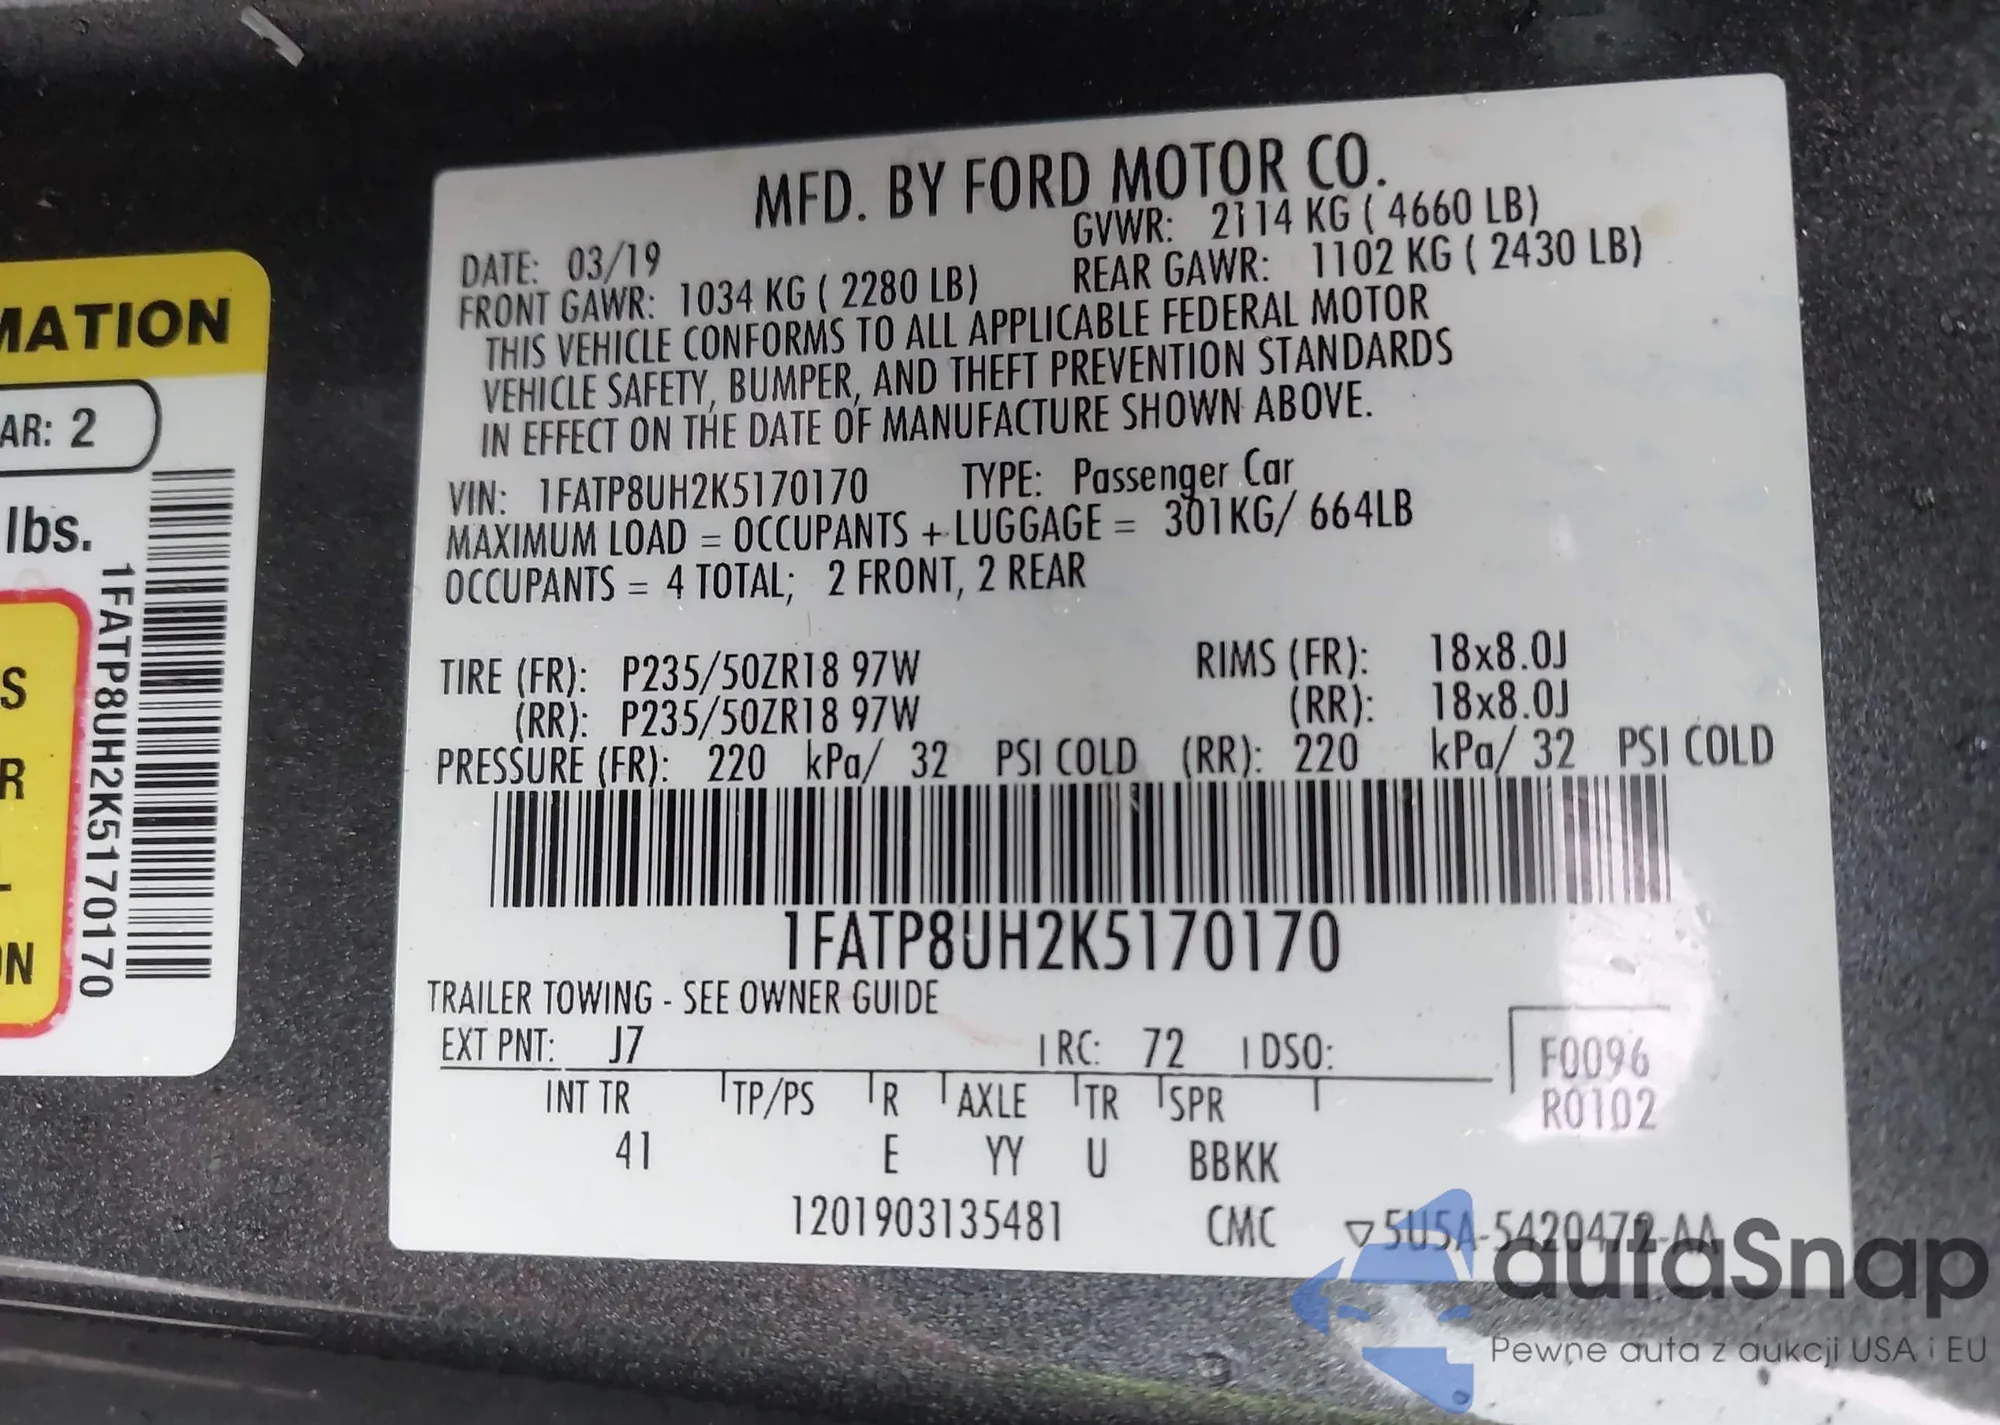 MATION
AR: 2
lbs.
S
R
L
ON
1FATP8UH2K5170170
MFD. BY FORD MOTOR CO.
DATE: 03/19 GVWR: 2114 KG ( 4660 LB)
FRONT GAWR: 1034 KG ( 2280 LB) REAR GAWR: 1102 KG ( 2430 LB)
THIS VEHICLE CONFORMS TO ALL APPLICABLE FEDERAL MOTOR
VEHICLE SAFETY, BUMPER, AND THEFT PREVENTION STANDARDS
IN EFFECT ON THE DATE OF MANUFACTURE SHOWN ABOVE.
VIN: 1FATP8UH2K5170170 TYPE: Passenger Car
MAXIMUM LOAD = OCCUPANTS + LUGGAGE = 301KG/ 664LB
OCCUPANTS = 4 TOTAL; 2 FRONT, 2 REAR
TIRE (FR): P235/50ZR18 97W RIMS (FR): 18x8.0J
(RR): P235/50ZR18 97W (RR): 18x8.0J
PRESSURE (FR): 220 kPa/ 32 PSI COLD (RR): 220 kPa/ 32 PSI COLD
1FATP8UH2K5170170
TRAILER TOWING - SEE OWNER GUIDE
EXT PNT: J7 RC: 72 DSO: F0096
R0102
INT TR TP/PS R AXLE TR SPR
41 E YY U BBKK
1201903135481 CMC ▽5U5A-5420472-AA
autaSnap
Pewne auta z aukcji USA i EU